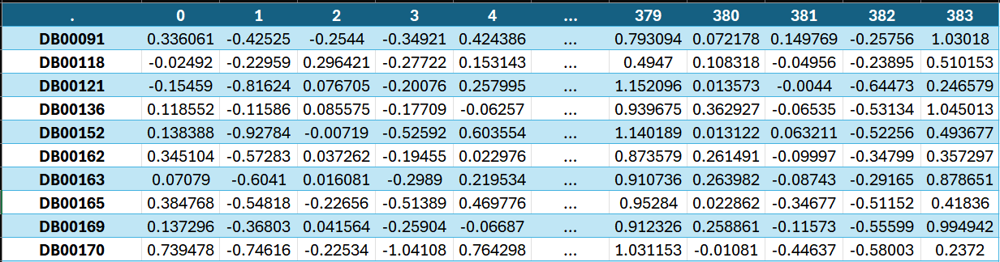 . 0 1 2 3 4 ... 379 380 381 382 383
DB00091 0.336061 -0.42525 -0.2544 -0.34921 0.424386 ... 0.793094 0.072178 0.149769 -0.25756 1.03018
DB00118 -0.02492 -0.22959 0.296421 -0.27722 0.153143 ... 0.4947 0.108318 -0.04956 -0.23895 0.510153
DB00121 -0.15459 -0.81624 0.076705 -0.20076 0.257995 ... 1.152096 0.013573 -0.0044 -0.64473 0.246579
DB00136 0.118552 -0.11586 0.085575 -0.17709 -0.06257 ... 0.939675 0.362927 -0.06535 -0.53134 1.045013
DB00152 0.138388 -0.92784 -0.00719 -0.52592 0.603554 ... 1.140189 0.013122 0.063211 -0.52256 0.493677
DB00162 0.345104 -0.57283 0.037262 -0.19455 0.022976 ... 0.873579 0.261491 -0.09997 -0.34799 0.357297
DB00163 0.07079 -0.6041 0.016081 -0.2989 0.219534 ... 0.910736 0.263982 -0.08743 -0.29165 0.878651
DB00165 0.384768 -0.54818 -0.22656 -0.51389 0.469776 ... 0.95284 0.022862 -0.34677 -0.51152 0.41836
DB00169 0.137296 -0.36803 0.041564 -0.25904 -0.06687 ... 0.912326 0.258861 -0.11573 -0.55599 0.994942
DB00170 0.739478 -0.74616 -0.22534 -1.04108 0.764298 ... 1.031153 -0.01081 -0.44637 -0.58003 0.2372